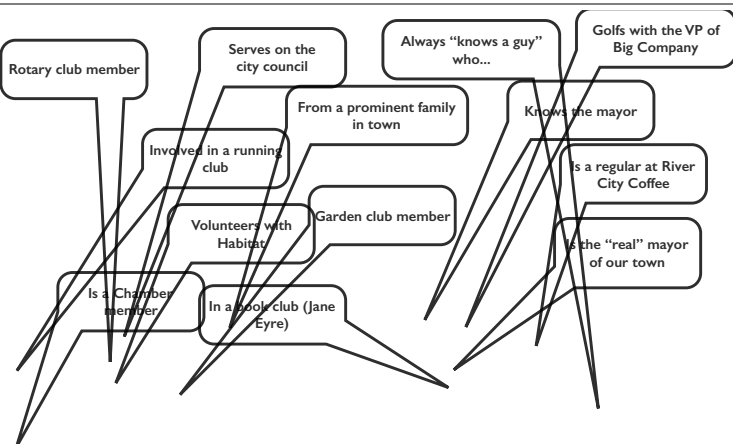 Rotary club member
Serves on the
city council
Always “knows a guy”
who...
Golfs with the VP of
Big Company
From a prominent family
in town
Knows the mayor
Involved in a running
club
Is a regular at River
City Coffee
Volunteers with
Habitat
Garden club member
Is the “real” mayor
of our town
Is a Chamber
member
In a book club (Jane
Eyre)